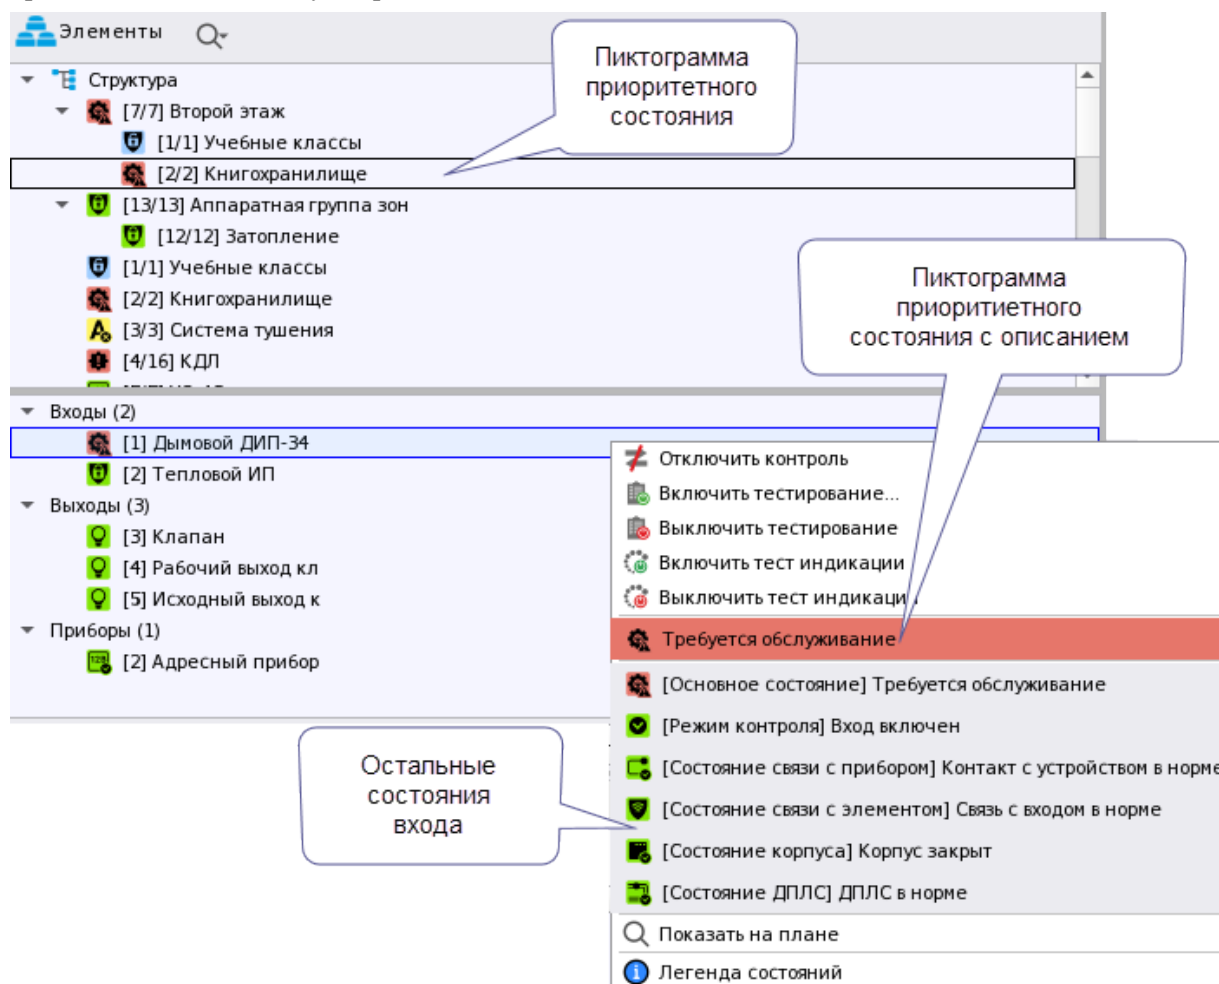 Элементы
Пиктограмма
приоритетного
состояния
Структура
[7/7] Второй этаж
[1/1] Учебные классы
[2/2] Книгохранилище
[13/13] Аппаратная группа зон
[12/12] Затопление
[1/1] Учебные классы
[2/2] Книгохранилище
[3/3] Система тушения
[4/16] КДЛ
Пиктограмма
приоритиетного
состояния с описанием
Входы (2)
[1] Дымовой ДИП-34
[2] Тепловой ИП
Выходы (3)
[3] Клапан
[4] Рабочий выход кл
[5] Исходный выход к
Приборы (1)
[2] Адресный прибор
Отключить контроль
Включить тестирование...
Выключить тестирование
Включить тест индикации
Выключить тест индикации
Требуется обслуживание
[Основное состояние] Требуется обслуживание
[Режим контроля] Вход включен
[Состояние связи с прибором] Контакт с устройством в норме
[Состояние связи с элементом] Связь с входом в норме
[Состояние корпуса] Корпус закрыт
[Состояние ДПЛС] ДПЛС в норме
Показать на плане
Легенда состояний
Остальные
состояния
входа